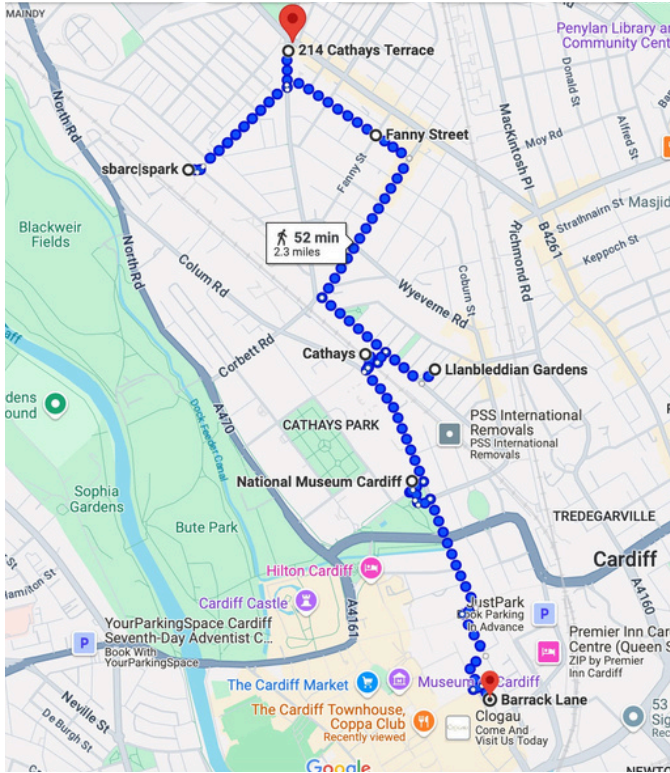 MAINDY
214 Cathays Terrace
Penylan Library and
Community Cent
Donald St
North Rd
MacKintosh Pl
Fanny Street
Moy Rd
Alfred St
sbarc|spark
Fanny St
Masjid
Strathnairn St
Blackweir
Fields
North Rd
52 min
2.3 miles
Richmond Rd
B4261
Keppoch St
Colum Rd
Coburn St
Wyeverne Rd
Corbett Rd
Cathays
Llanbleddian Gardens
A470
Dock Feeder Canal
CATHAYS PARK
PSS International
Removals
PSS International
Removals
National Museum Cardiff
Sophia
Gardens
Bute Park
TREDEGARVILLE
Cardiff
Hilton Cardiff
Cardiff Castle
A4161
A4161
A4160
JustPark
Book Parking
In Advance
P
Hamilton St
P
YourParkingSpace Cardiff
Seventh-Day Adventist C...
Book With
YourParkingSpace
Premier Inn Car
Centre (Queen S
ZIP by Premier
Inn Cardiff
The Cardiff Market
Museum
Cardiff
Barrack Lane
The Cardiff Townhouse,
Coppa Club
Recently viewed
Clogau
Come And
Visit Us Today
53
Neville St
De Burgh St
Google
NEWTO